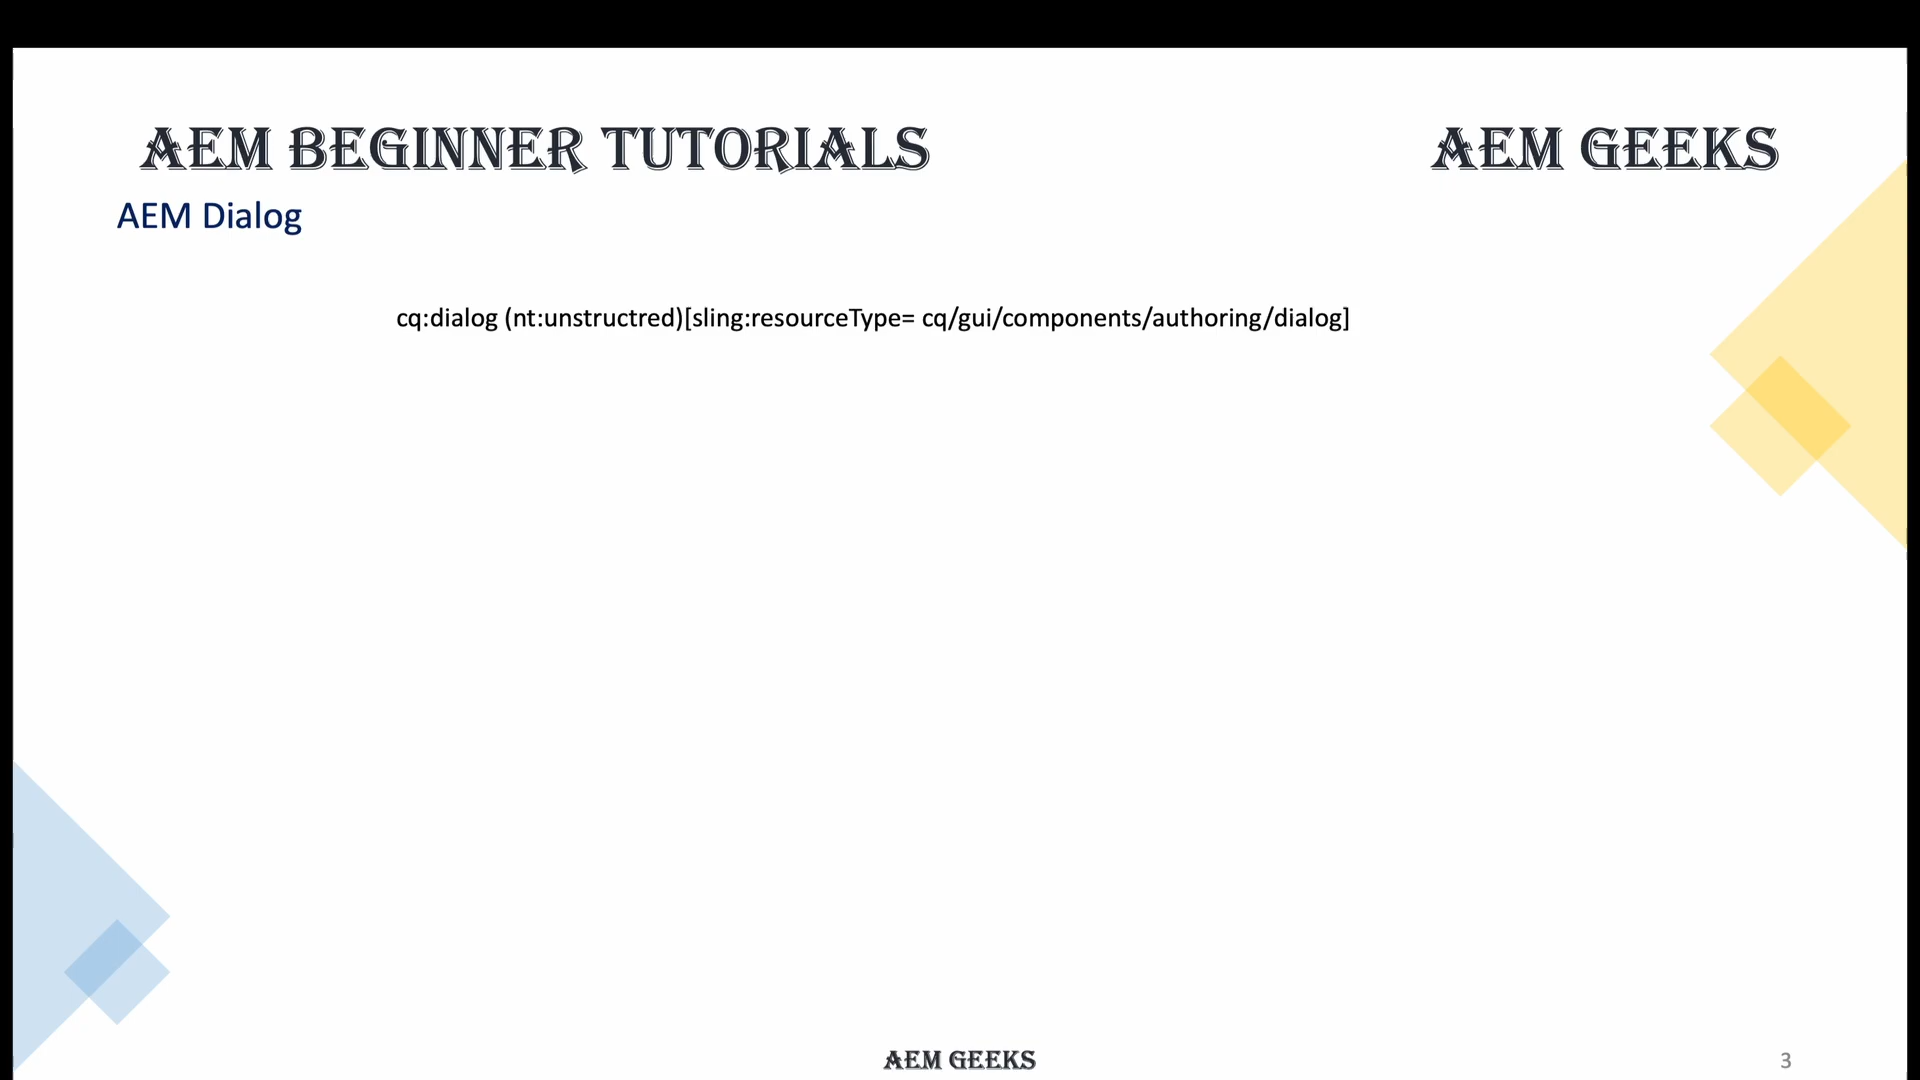 AEM BEGINNER TUTORIALS
AEM GEEKS
AEM Dialog
cq:dialog (nt:unstructred)[sling:resourceType= cq/gui/components/authoring/dialog]
AEM GEEKS
3